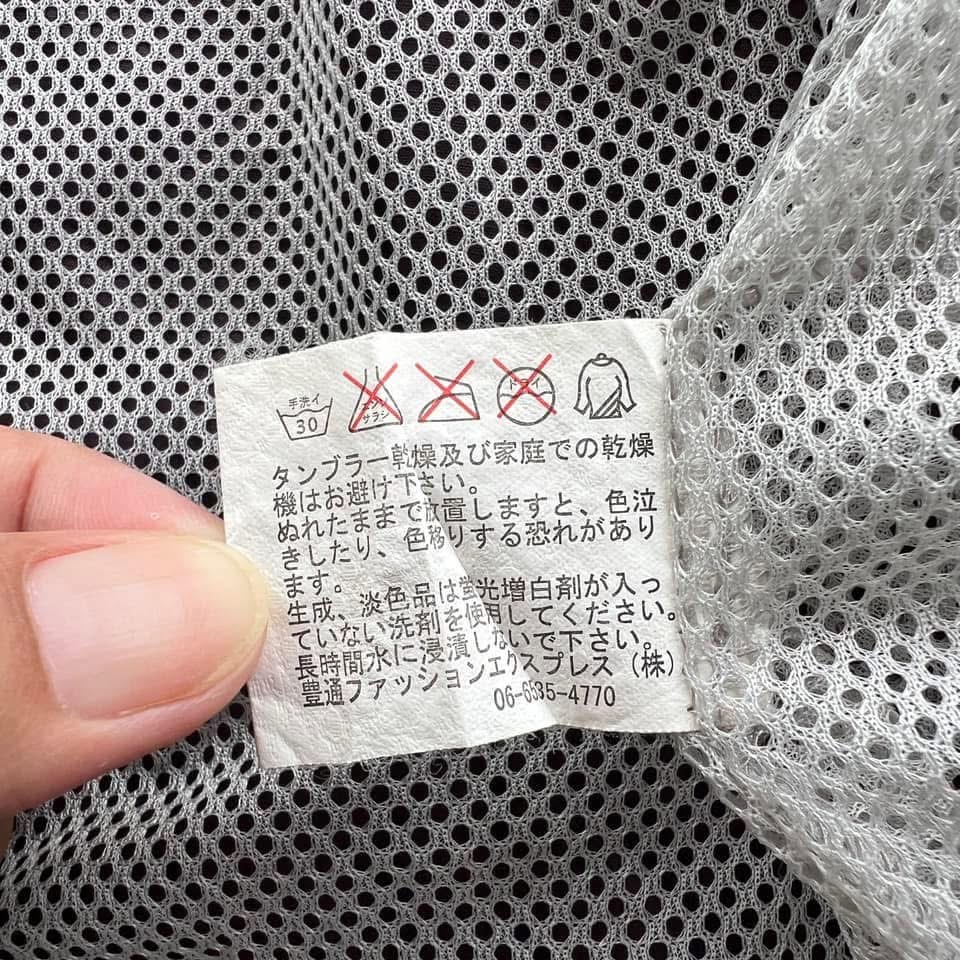 手洗イ
30
エンソ
サラシ
ドライ
タンブラー乾燥及び家庭での乾燥
機はお避け下さい。
ぬれたままで放置しますと、色泣
きしたり、色移りする恐れがあり
ます。
生成、淡色品は蛍光増白剤が入っ
ていない洗剤を使用してください。
長時間水に浸漬しないで下さい。
豊通ファッションエクスプレス（株）
06-6535-4770